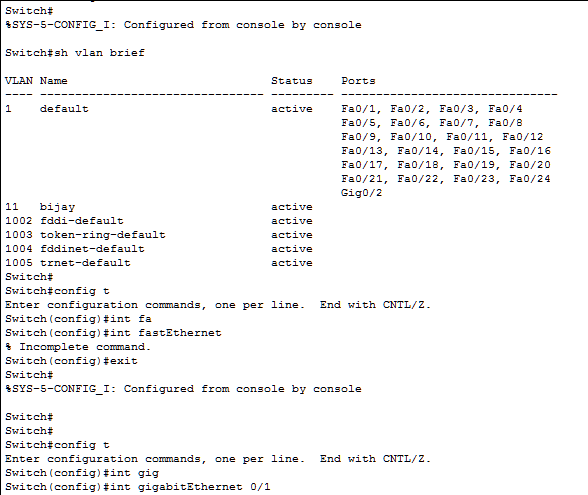 Switch#
%SYS-5-CONFIG_I: Configured from console by console
Switch#sh vlan brief
VLAN Name                             Status    Ports
---- -------------------------------- --------- -------------------------------
1    default                          active    Fa0/1, Fa0/2, Fa0/3, Fa0/4
                                                Fa0/5, Fa0/6, Fa0/7, Fa0/8
                                                Fa0/9, Fa0/10, Fa0/11, Fa0/12
                                                Fa0/13, Fa0/14, Fa0/15, Fa0/16
                                                Fa0/17, Fa0/18, Fa0/19, Fa0/20
                                                Fa0/21, Fa0/22, Fa0/23, Fa0/24
                                                Gig0/2
11   bijay                            active
1002 fddi-default                     active
1003 token-ring-default               active
1004 fddinet-default                  active
1005 trnet-default                    active
Switch#
Switch#config t
Enter configuration commands, one per line.  End with CNTL/Z.
Switch(config)#int fa
Switch(config)#int fastEthernet
% Incomplete command.
Switch(config)#exit
Switch#
%SYS-5-CONFIG_I: Configured from console by console
Switch#
Switch#
Switch#config t
Enter configuration commands, one per line.  End with CNTL/Z.
Switch(config)#int gig
Switch(config)#int gigabitEthernet 0/1